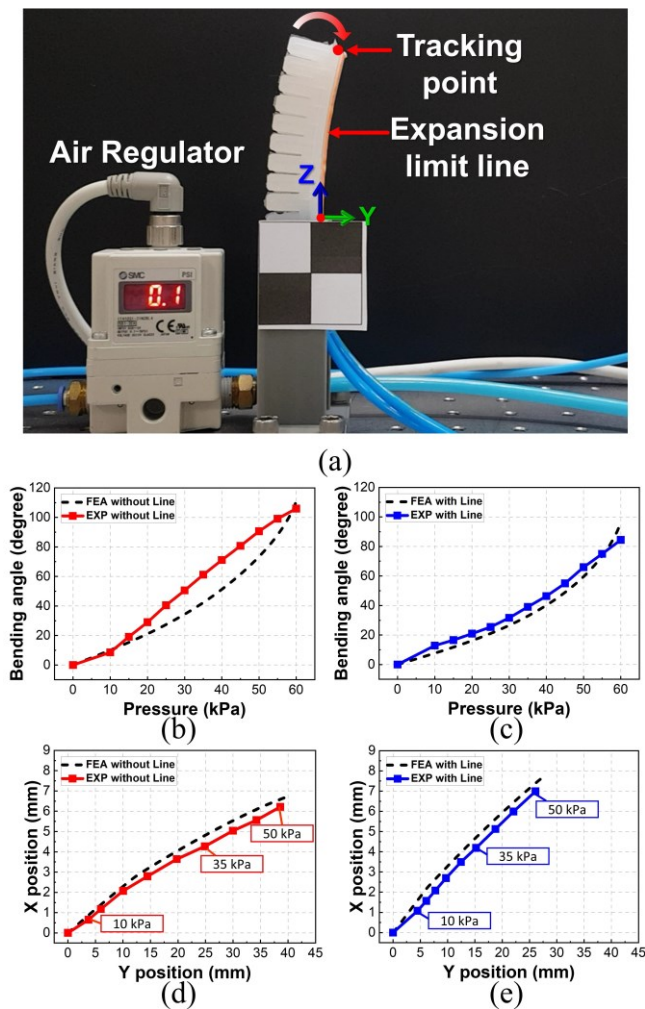 Tracking
point
Air Regulator
Expansion
limit line
Z
Y
SMC
PSI
0.1
CE
(a)
120
100
80
60
40
20
0
FEA without Line
EXP without Line
Bending angle (degree)
0 10 20 30 40 50 60
Pressure (kPa)
(b)
120
100
80
60
40
20
0
FEA with Line
EXP with Line
Bending angle (degree)
0 10 20 30 40 50 60
Pressure (kPa)
(c)
9
8
7
6
5
4
3
2
1
0
FEA without Line
EXP without Line
50 kPa
35 kPa
10 kPa
X position (mm)
0 5 10 15 20 25 30 35 40 45
Y position (mm)
(d)
9
8
7
6
5
4
3
2
1
0
FEA with Line
EXP with Line
50 kPa
35 kPa
10 kPa
X position (mm)
0 5 10 15 20 25 30 35 40 45
Y position (mm)
(e)